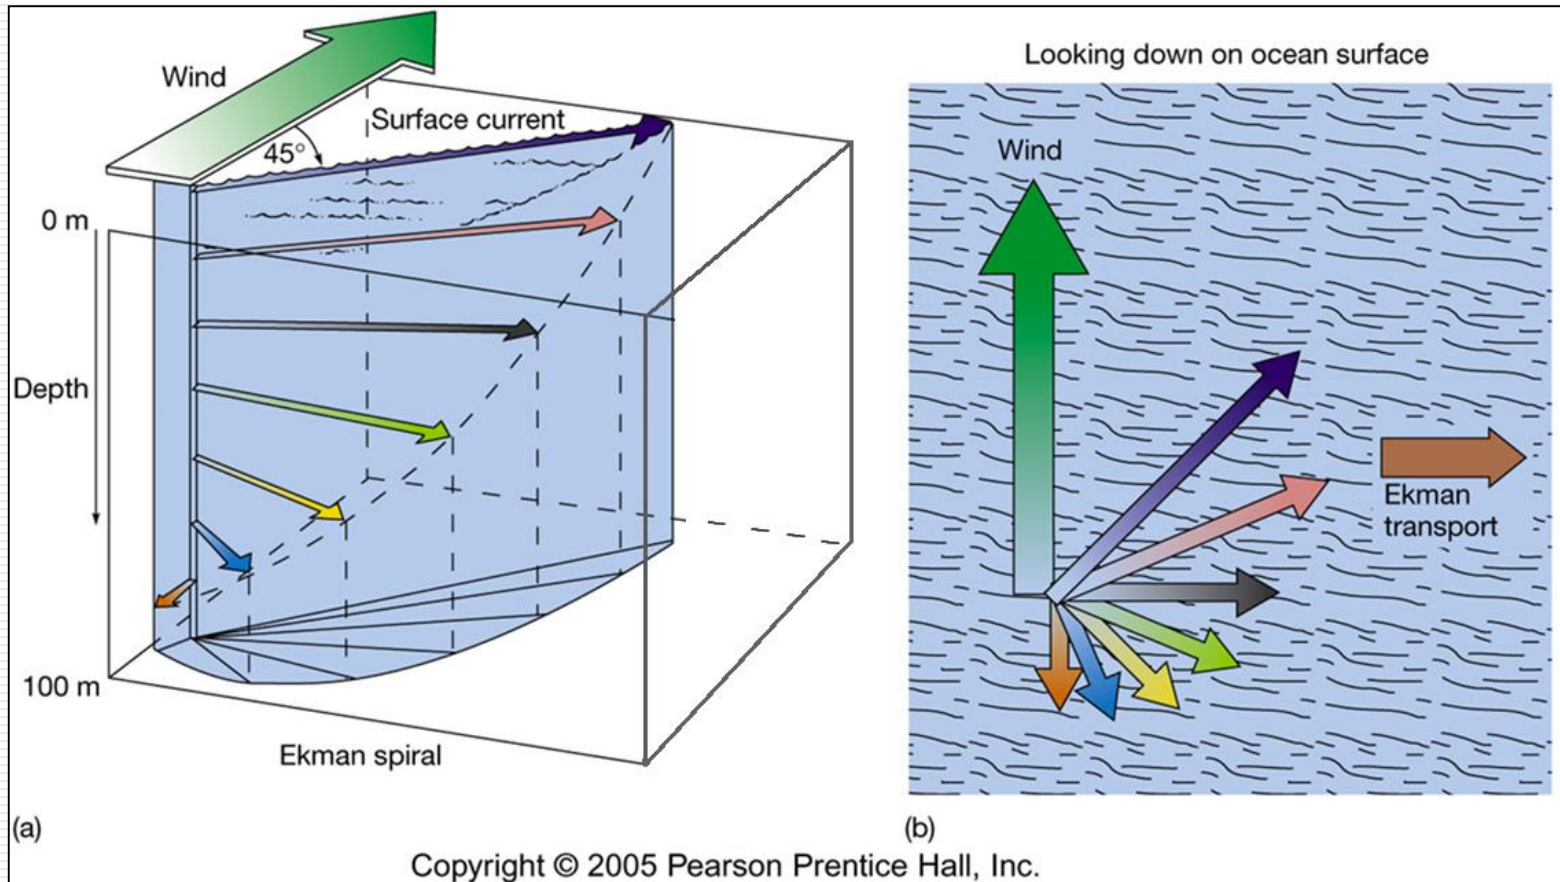 Wind
Surface current
45°
0 m
Depth
100 m
Ekman spiral
(a)
Looking down on ocean surface
Wind
Ekman
transport
(b)
Copyright © 2005 Pearson Prentice Hall, Inc.